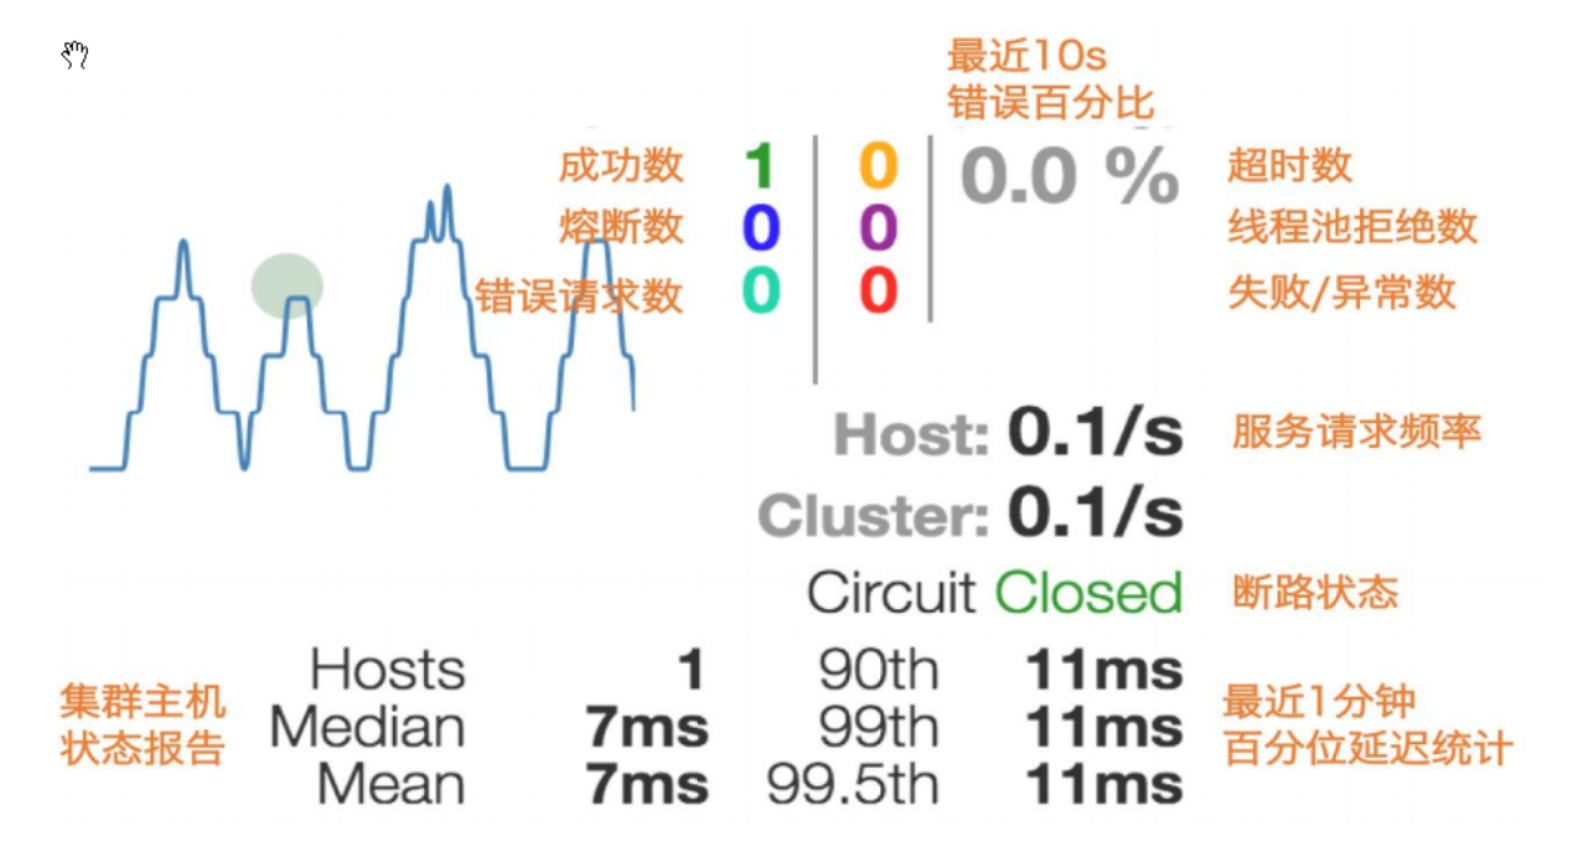 最近10s
错误百分比
成功数 1 0 0.0 % 超时数
熔断数 0 0 线程池拒绝数
错误请求数 0 0 失败/异常数
Host: 0.1/s 服务请求频率
Cluster: 0.1/s
Circuit Closed 断路状态
集群主机
状态报告
Hosts 1 90th 11ms
Median 7ms 99th 11ms
Mean 7ms 99.5th 11ms
最近1分钟
百分位延迟统计